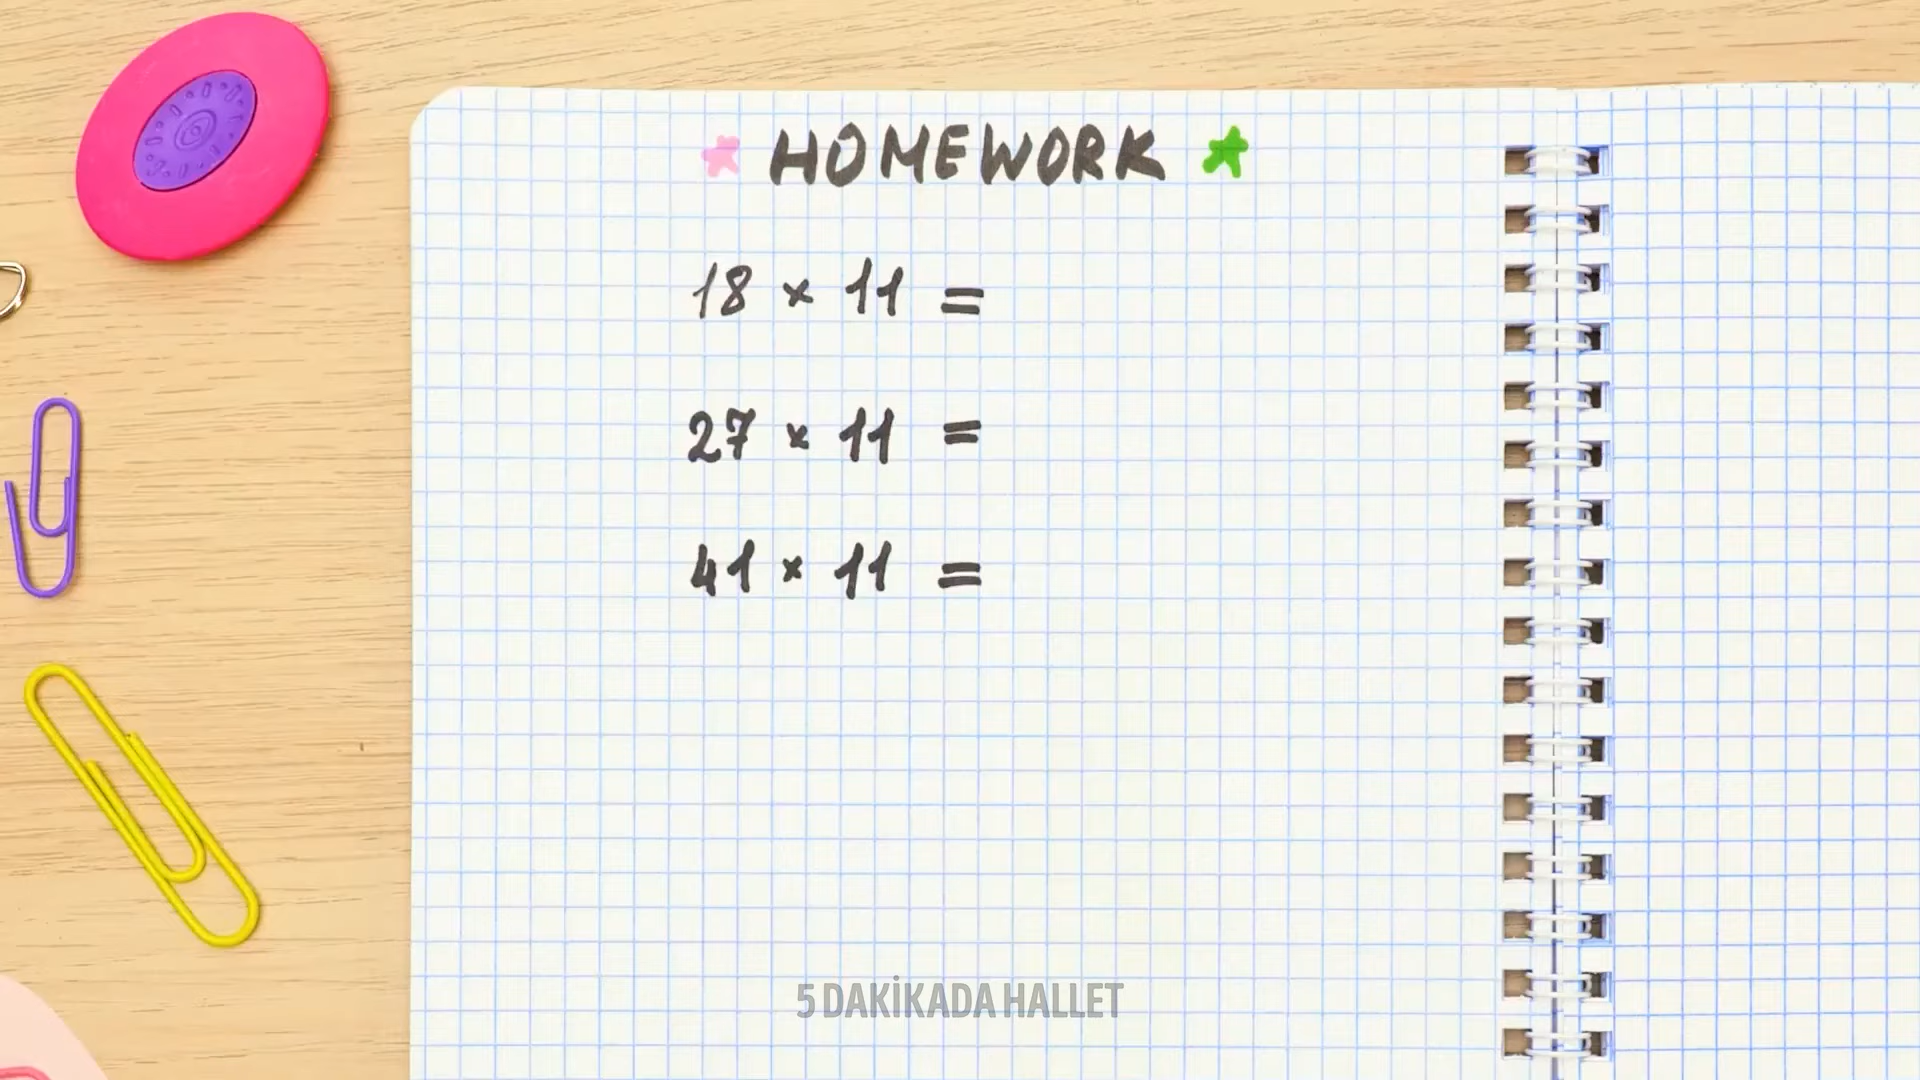 HOMEWORK
18 × 11 =
27 × 11 =
41 × 11 =
5 DAKİKADA HALLET